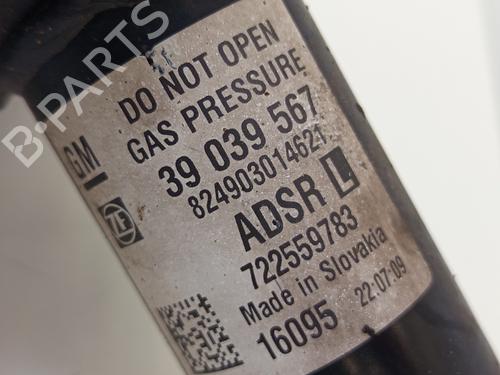 B-PARTS
DO NOT OPEN
GAS PRESSURE
GM
39 039 567
824903014621
ZF
ADSR L
722559783
Made in Slovakia
16095 22:07:09